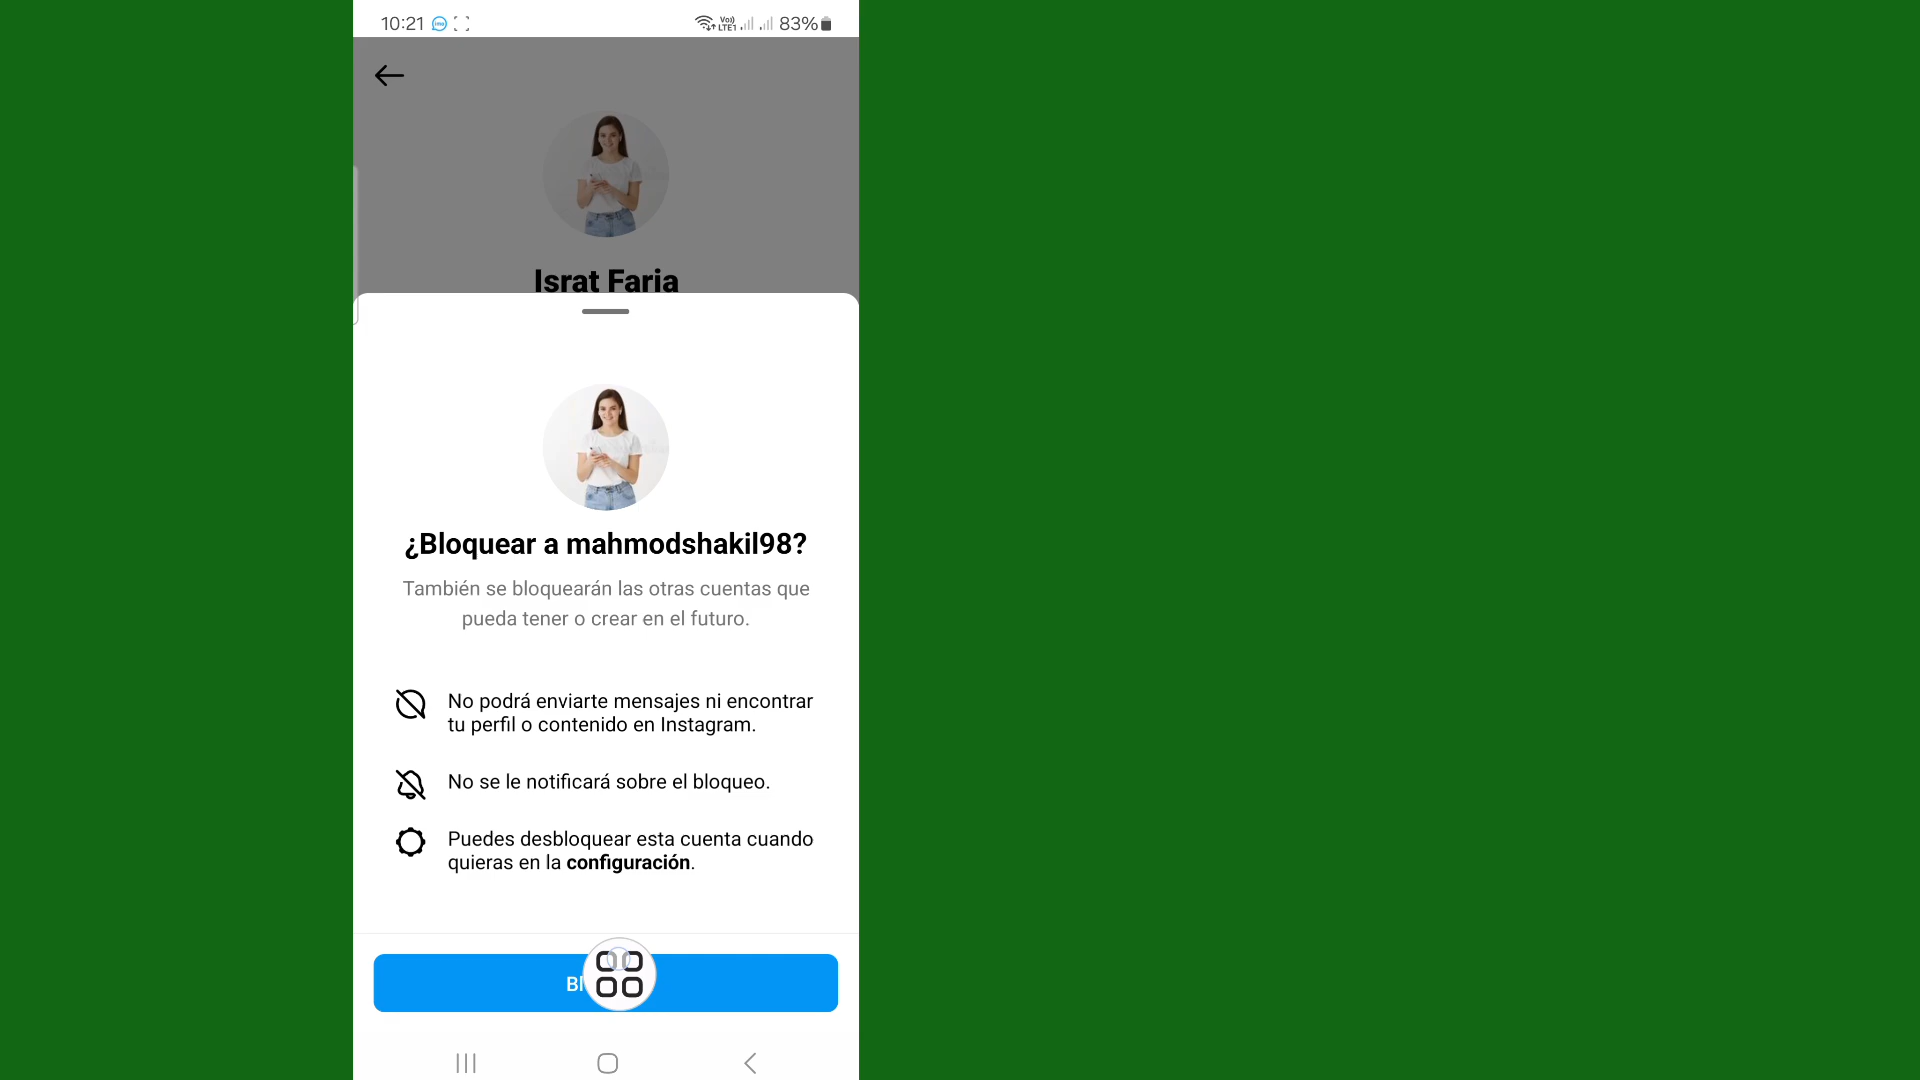 10:21
Vo))
LTE1
83%
Israt Faria
¿Bloquear a mahmodshakil98?
También se bloquearán las otras cuentas que
pueda tener o crear en el futuro.
No podrá enviarte mensajes ni encontrar
tu perfil o contenido en Instagram.
No se le notificará sobre el bloqueo.
Puedes desbloquear esta cuenta cuando
quieras en la configuración.